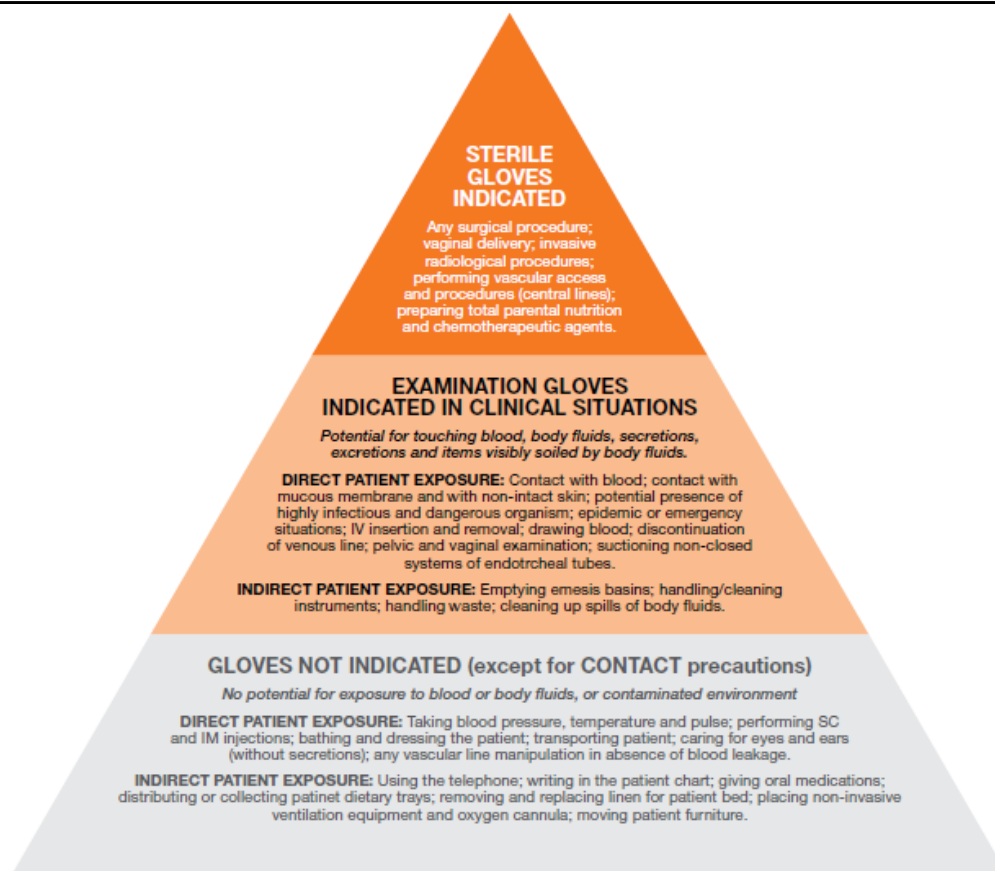 STERILE
GLOVES
INDICATED
Any surgical procedure;
vaginal delivery; invasive
radiological procedures;
performing vascular access
and procedures (central lines);
preparing total parental nutrition
and chemotherapeutic agents.
EXAMINATION GLOVES
INDICATED IN CLINICAL SITUATIONS
Potential for touching blood, body fluids, secretions,
excretions and items visibly soiled by body fluids.
DIRECT PATIENT EXPOSURE: Contact with blood; contact with
mucous membrane and with non-intact skin; potential presence of
highly infectious and dangerous organism; epidemic or emergency
situations; IV insertion and removal; drawing blood; discontinuation
of venous line; pelvic and vaginal examination; suctioning non-closed
systems of endotrcheal tubes.
INDIRECT PATIENT EXPOSURE: Emptying emesis basins; handling/cleaning
instruments; handling waste; cleaning up spills of body fluids.
GLOVES NOT INDICATED (except for CONTACT precautions)
No potential for exposure to blood or body fluids, or contaminated environment
DIRECT PATIENT EXPOSURE: Taking blood pressure, temperature and pulse; performing SC
and IM injections; bathing and dressing the patient; transporting patient; caring for eyes and ears
(without secretions); any vascular line manipulation in absence of blood leakage.
INDIRECT PATIENT EXPOSURE: Using the telephone; writing in the patient chart; giving oral medications;
distributing or collecting patinet dietary trays; removing and replacing linen for patient bed; placing non-invasive
ventilation equipment and oxygen cannula; moving patient furniture.